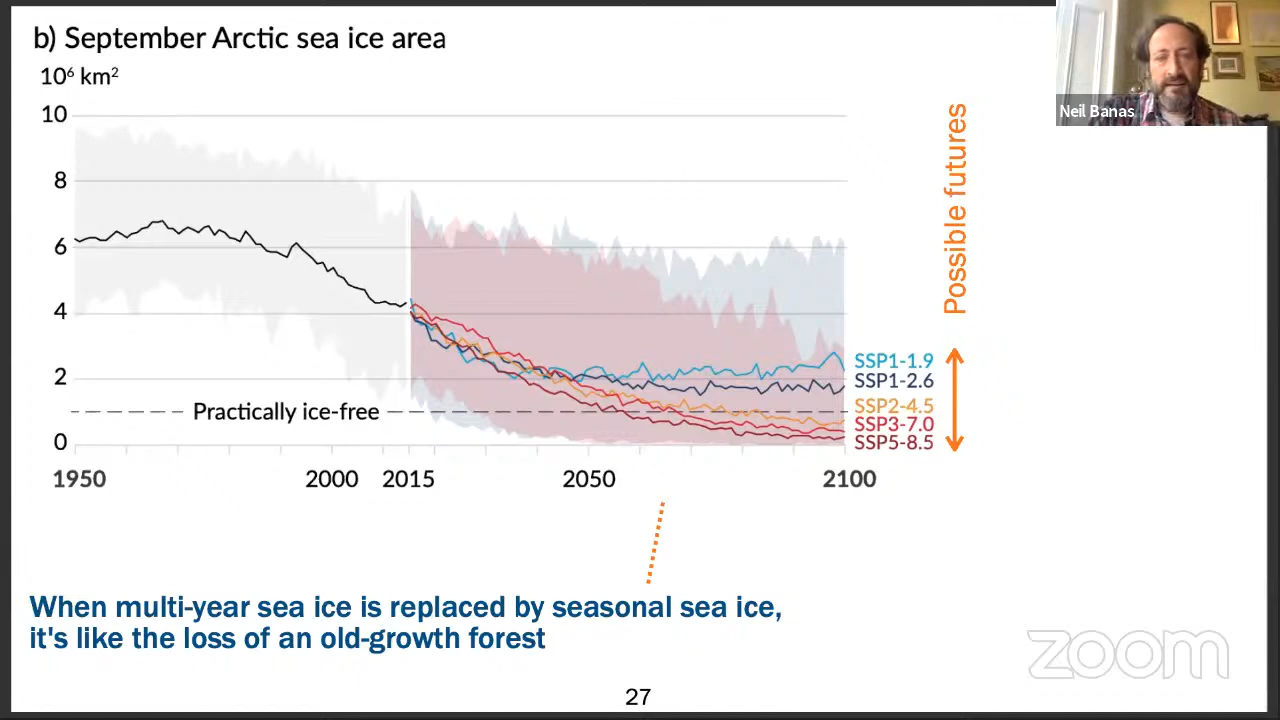 b) September Arctic sea ice area
10⁶ km²
10
8
6
4
2
0
Practically ice-free
1950
2000
2015
2050
2100
SSP1-1.9
SSP1-2.6
SSP2-4.5
SSP3-7.0
SSP5-8.5
Possible futures
Neil Banas
When multi-year sea ice is replaced by seasonal sea ice,
it's like the loss of an old-growth forest
27
zoom